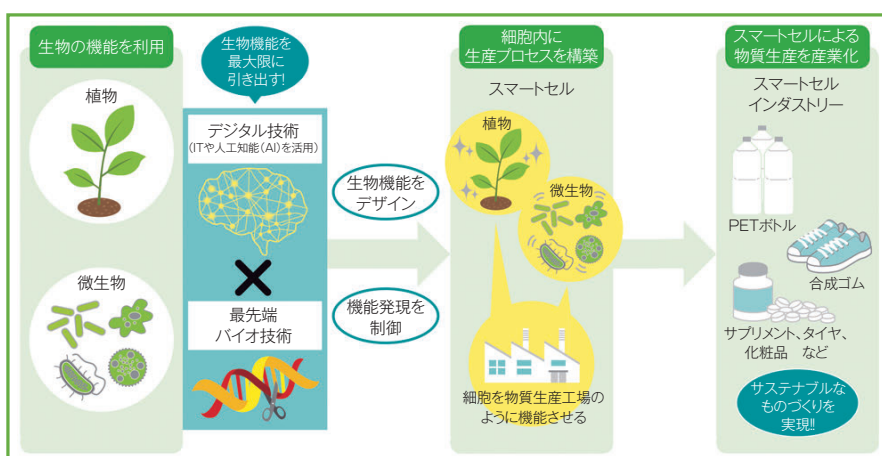 生物の機能を利用
植物
微生物
生物機能を
最大限に
引き出す!
デジタル技術
(ITや人工知能(AI)を活用)
最先端
バイオ技術
生物機能を
デザイン
機能発現を
制御
細胞内に
生産プロセスを構築
スマートセル
植物
微生物
細胞を物質生産工場の
ように機能させる
スマートセルによる
物質生産を産業化
スマートセル
インダストリー
PETボトル
合成ゴム
サプリメント、タイヤ、
化粧品 など
サステナブルな
ものづくりを
実現!!